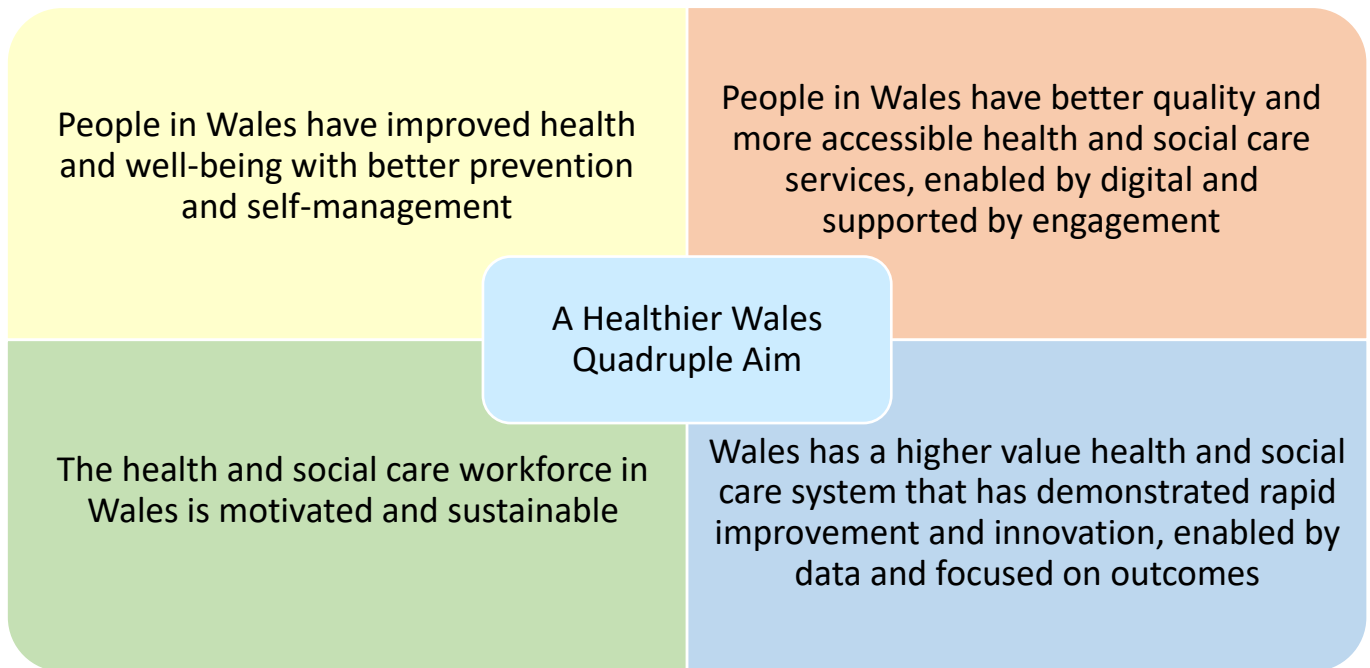 People in Wales have improved health
and well-being with better prevention
and self-management
People in Wales have better quality and
more accessible health and social care
services, enabled by digital and
supported by engagement
A Healthier Wales
Quadruple Aim
The health and social care workforce in
Wales is motivated and sustainable
Wales has a higher value health and social
care system that has demonstrated rapid
improvement and innovation, enabled by
data and focused on outcomes